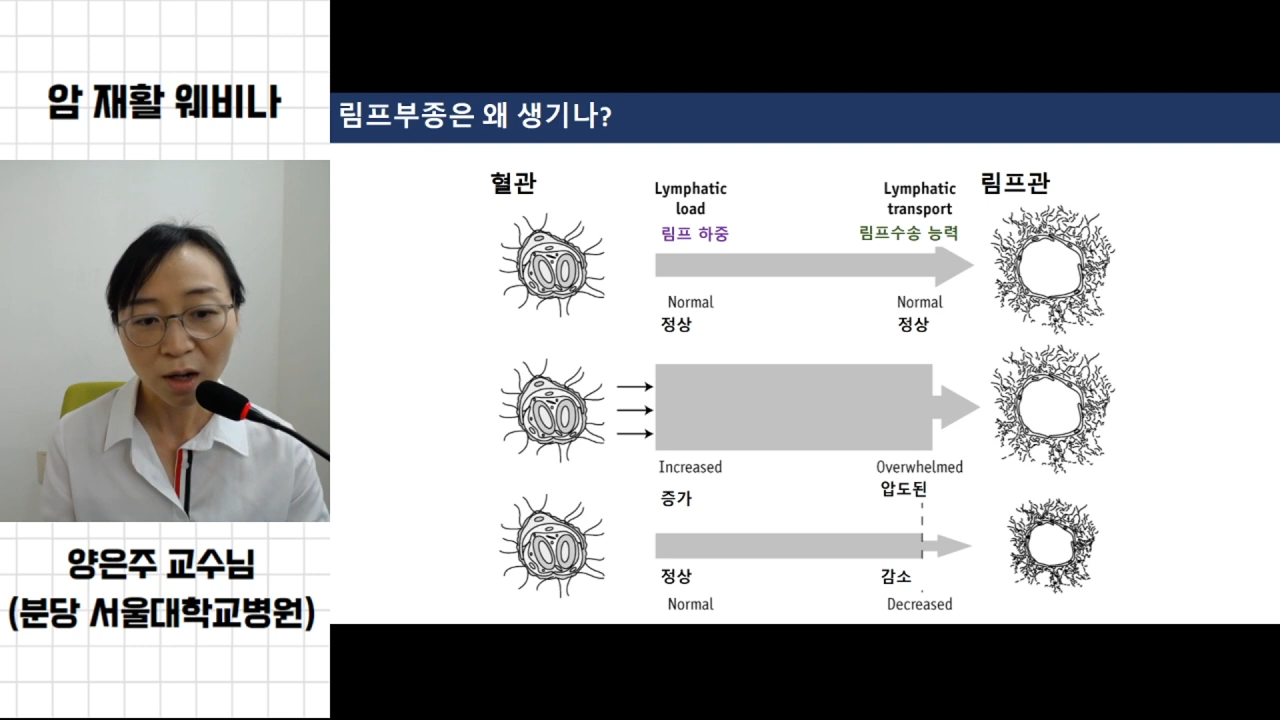 암 재활 웨비나
양은주 교수님
(분당 서울대학교병원)
림프부종은 왜 생기나?
혈관
Lymphatic
load
림프 하중
Lymphatic
transport
림프수송 능력
림프관
Normal
정상
Normal
정상
Increased
증가
Overwhelmed
압도된
정상
Normal
감소
Decreased